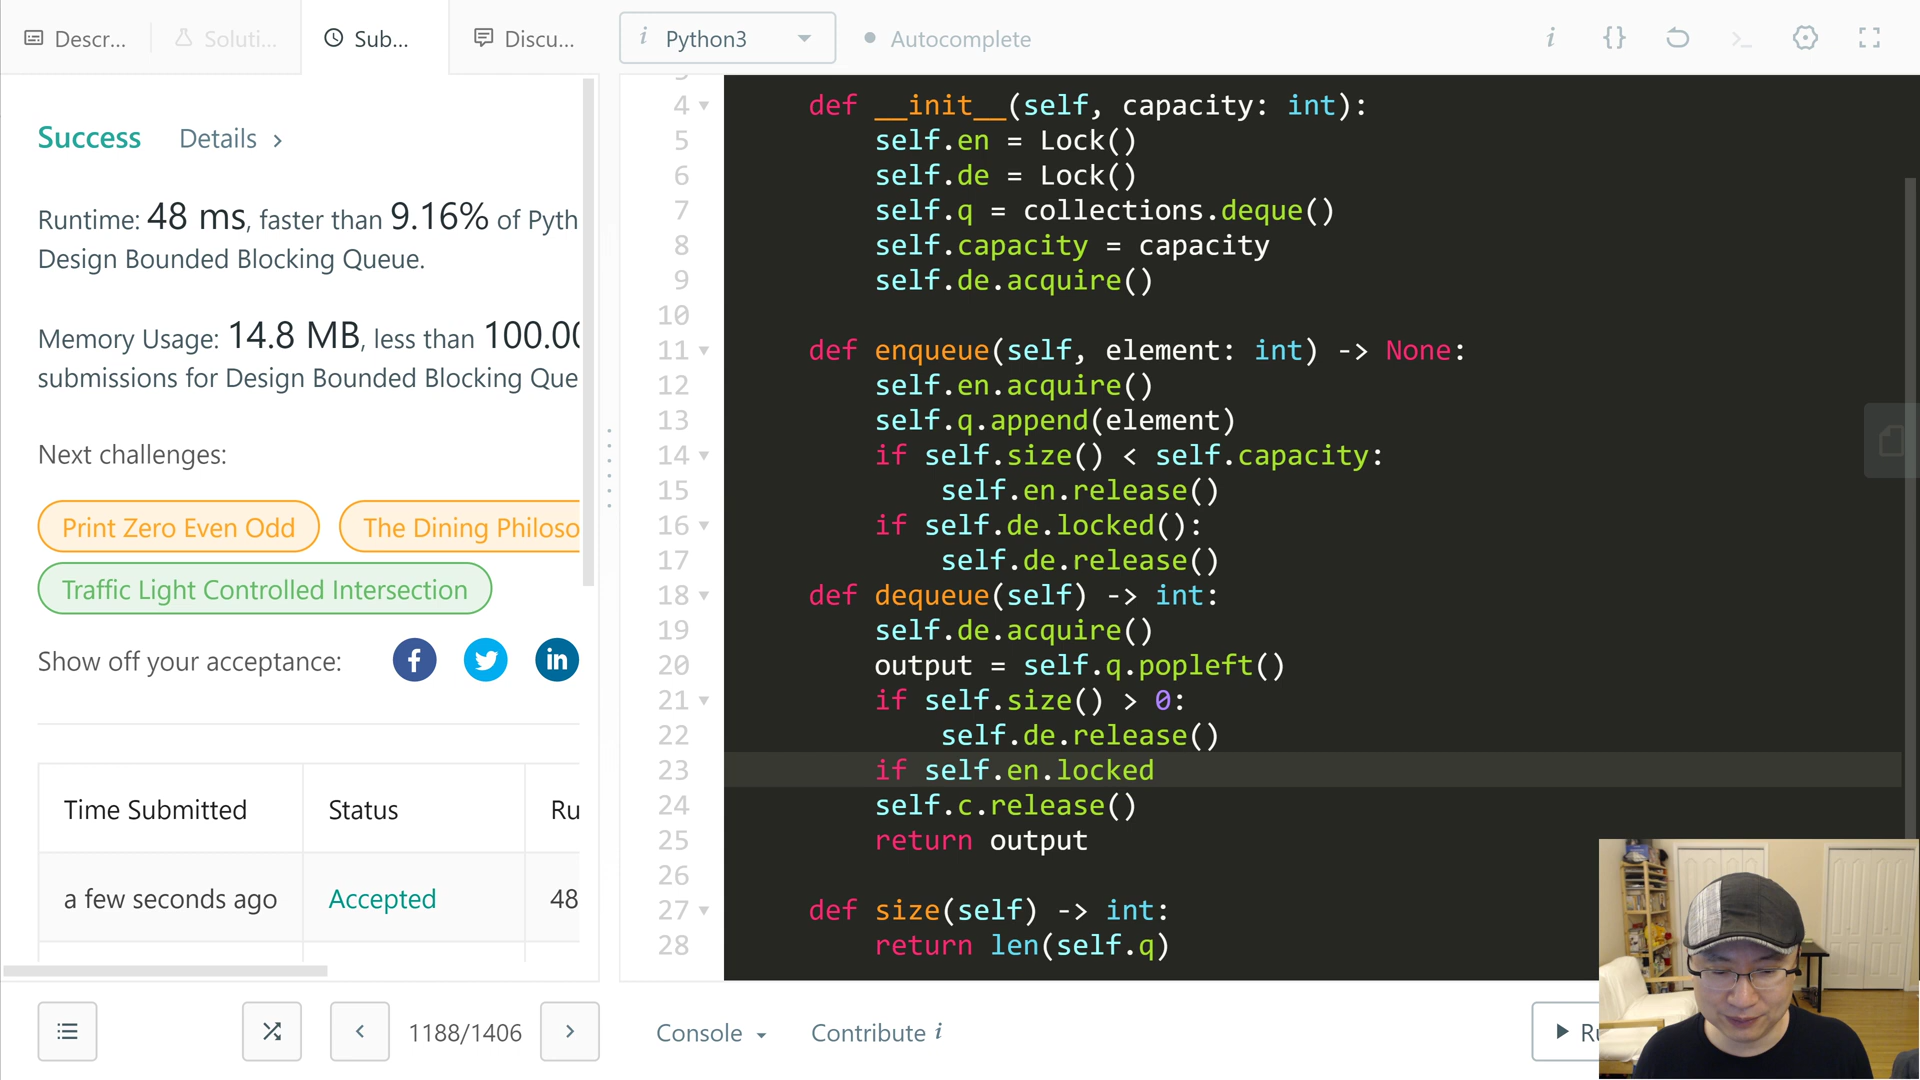 Descr...
Soluti...
Sub...
Discu...
i Python3
Autocomplete
i {} >_
Success Details >
Runtime: 48 ms, faster than 9.16% of Pyth
Design Bounded Blocking Queue.
Memory Usage: 14.8 MB, less than 100.00
submissions for Design Bounded Blocking Que
Next challenges:
Print Zero Even Odd
The Dining Philoso
Traffic Light Controlled Intersection
Show off your acceptance:
f
in
Time Submitted Status Ru
a few seconds ago Accepted 48
1188/1406
4 def __init__(self, capacity: int):
5 self.en = Lock()
6 self.de = Lock()
7 self.q = collections.deque()
8 self.capacity = capacity
9 self.de.acquire()
10
11 def enqueue(self, element: int) -> None:
12 self.en.acquire()
13 self.q.append(element)
14 if self.size() < self.capacity:
15 self.en.release()
16 if self.de.locked():
17 self.de.release()
18 def dequeue(self) -> int:
19 self.de.acquire()
20 output = self.q.popleft()
21 if self.size() > 0:
22 self.de.release()
23 if self.en.locked
24 self.c.release()
25 return output
26
27 def size(self) -> int:
28 return len(self.q)
Console
Contribute i
Ru